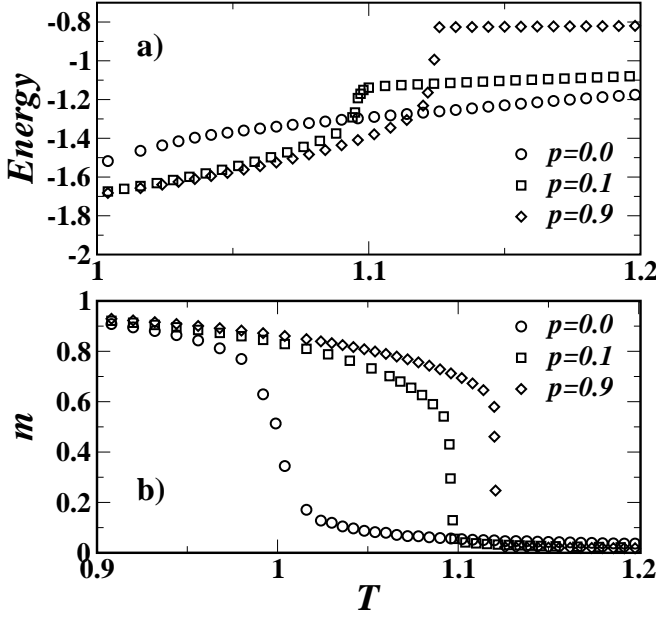 a)
Energy
-0.8
-1
-1.2
-1.4
-1.6
-1.8
-2
p=0.0
p=0.1
p=0.9
1 1.1 1.2
b)
m
1
0.8
0.6
0.4
0.2
0
p=0.0
p=0.1
p=0.9
0.9 1 1.1 1.2
T